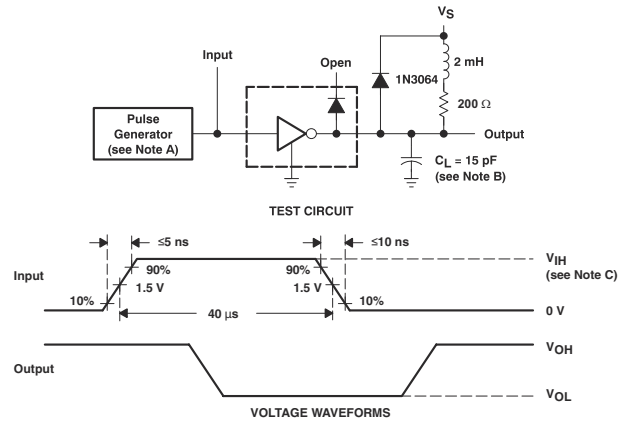 VS
Input
Open
2 mH
1N3064
200 Ω
Pulse
Generator
(see Note A)
Output
CL = 15 pF
(see Note B)
TEST CIRCUIT
≤5 ns
≤10 ns
Input
90%
90%
VIH
(see Note C)
1.5 V
1.5 V
10%
10%
40 µs
0 V
Output
VOH
VOL
VOLTAGE WAVEFORMS